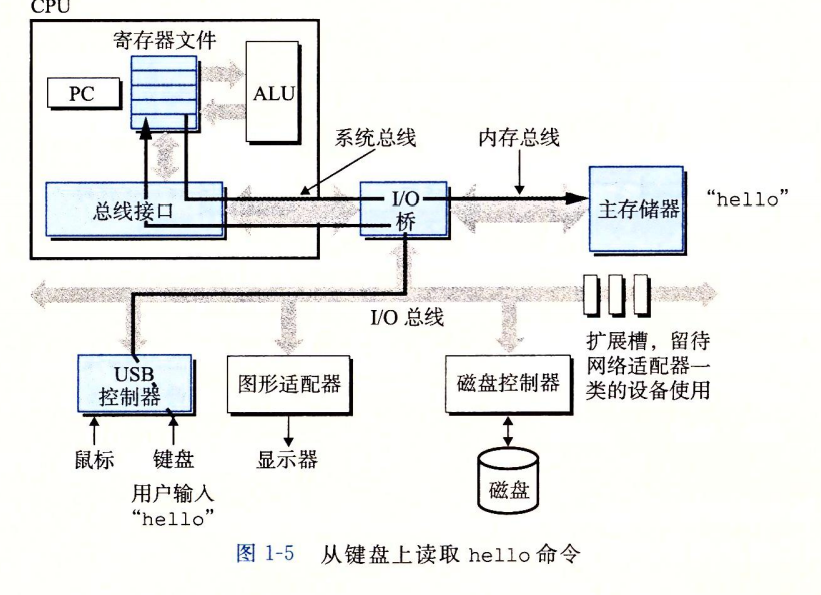 CPU
寄存器文件
PC
ALU
系统总线
内存总线
总线接口
I/O
桥
主存储器
“hello”
I/O 总线
扩展槽，留待
网络适配器一
类的设备使用
USB
控制器
图形适配器
磁盘控制器
鼠标
键盘
显示器
磁盘
用户输入
“hello”
图 1-5 从键盘上读取 hello 命令